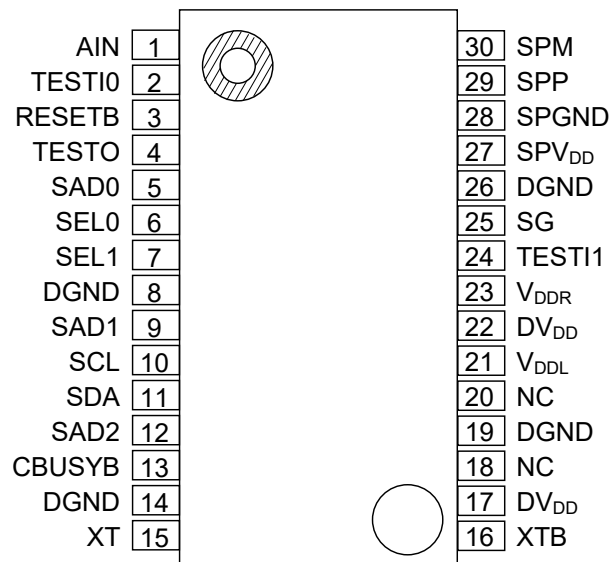 AIN 1 30 SPM
TESTI0 2 29 SPP
RESETB 3 28 SPGND
TESTO 4 27 SPVDD
SAD0 5 26 DGND
SEL0 6 25 SG
SEL1 7 24 TESTI1
DGND 8 23 VDDR
SAD1 9 22 DVDD
SCL 10 21 VDDL
SDA 11 20 NC
SAD2 12 19 DGND
CBUSYB 13 18 NC
DGND 14 17 DVDD
XT 15 16 XTB